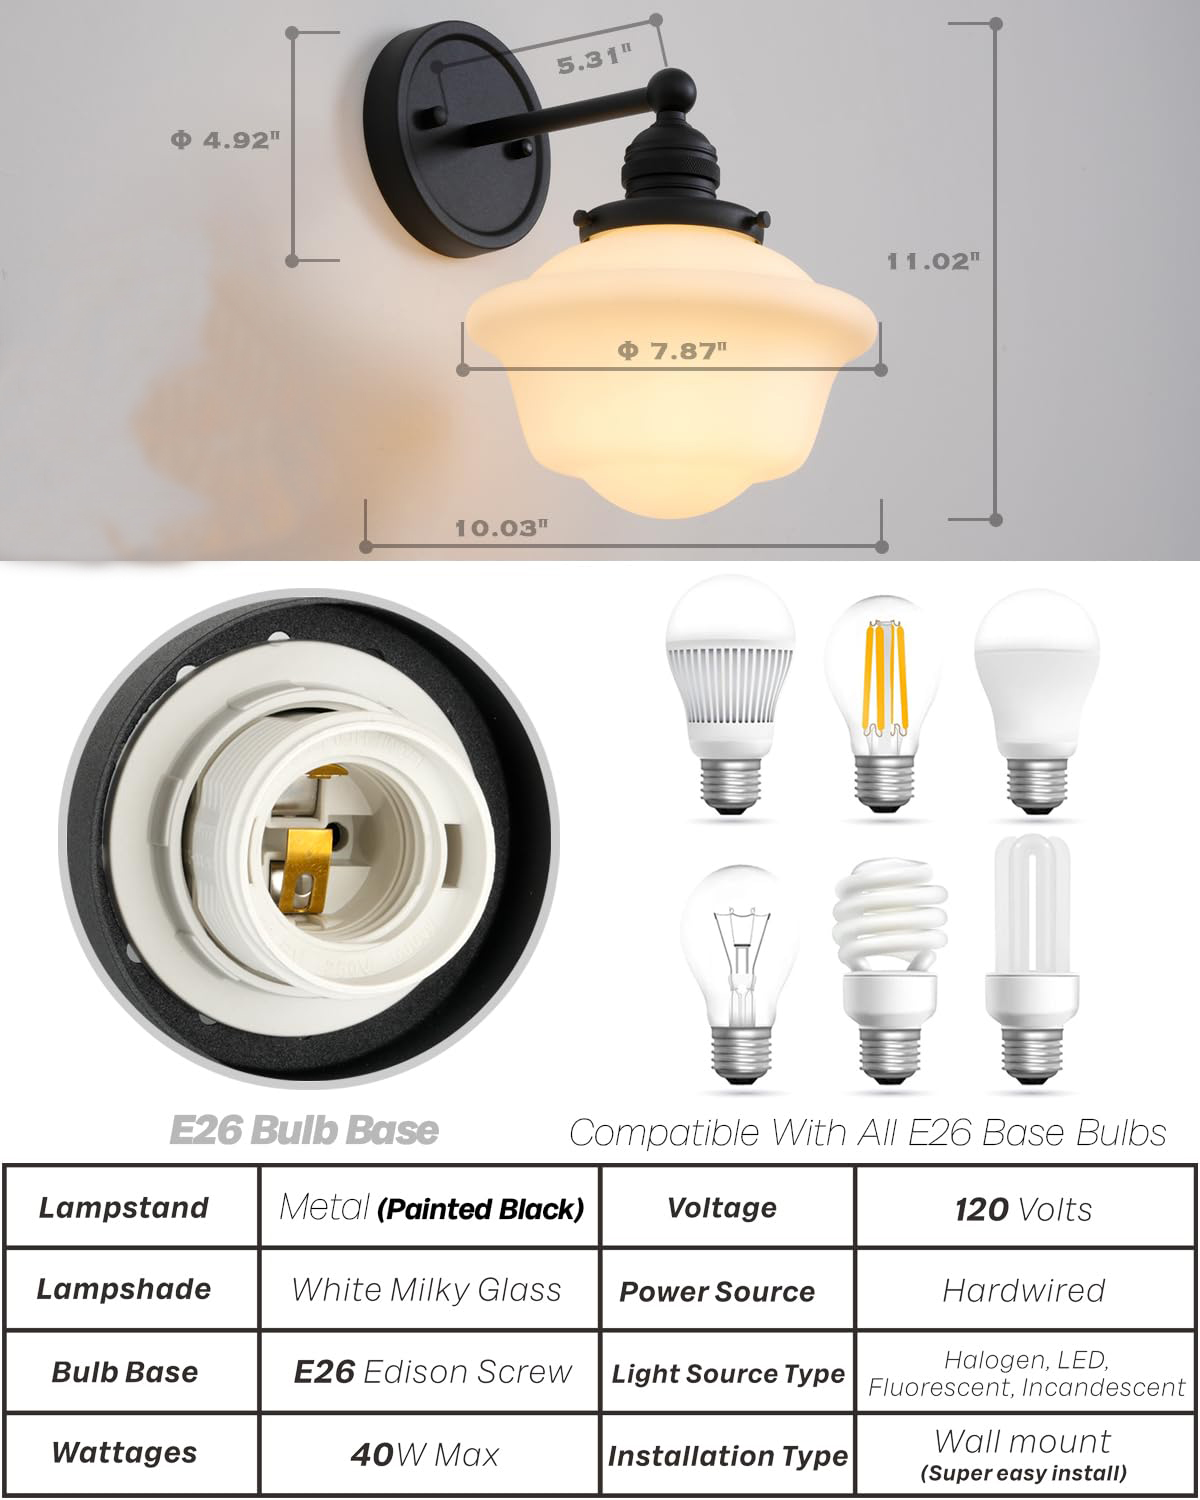 5.31"
Φ 4.92"
11.02"
Φ 7.87"
10.03"
E26 Bulb Base
Compatible With All E26 Base Bulbs
Lampstand
Metal (Painted Black)
Voltage
120 Volts
Lampshade
White Milky Glass
Power Source
Hardwired
Bulb Base
E26 Edison Screw
Light Source Type
Halogen, LED,
Fluorescent, Incandescent
Wattages
40W Max
Installation Type
Wall mount
(Super easy install)